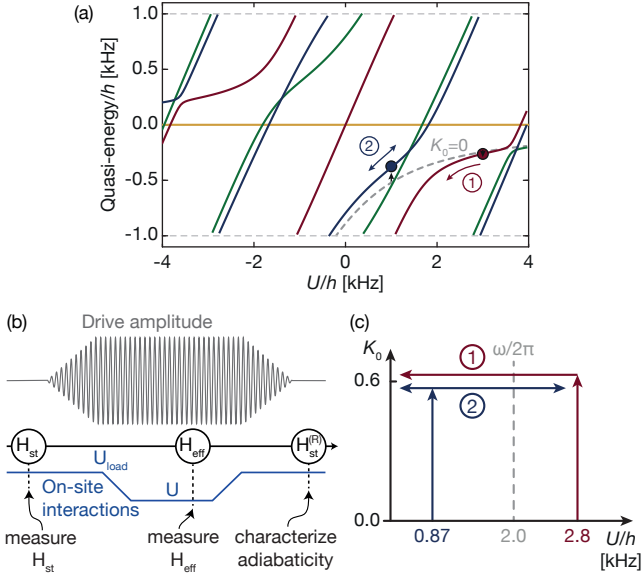 (a)
Quasi-energy/h [kHz]
1.0
0.5
0.0
-0.5
-1.0
2
K₀=0
1
-4
-2
0
2
4
U/h [kHz]
(b)
Drive amplitude
H_st
H_eff
H_st^(R)
U_load
On-site
interactions
U
measure
H_st
measure
H_eff
characterize
adiabaticity
(c)
K₀
1
ω/2π
0.6
2
0.0
0.87
2.0
2.8
U/h
[kHz]